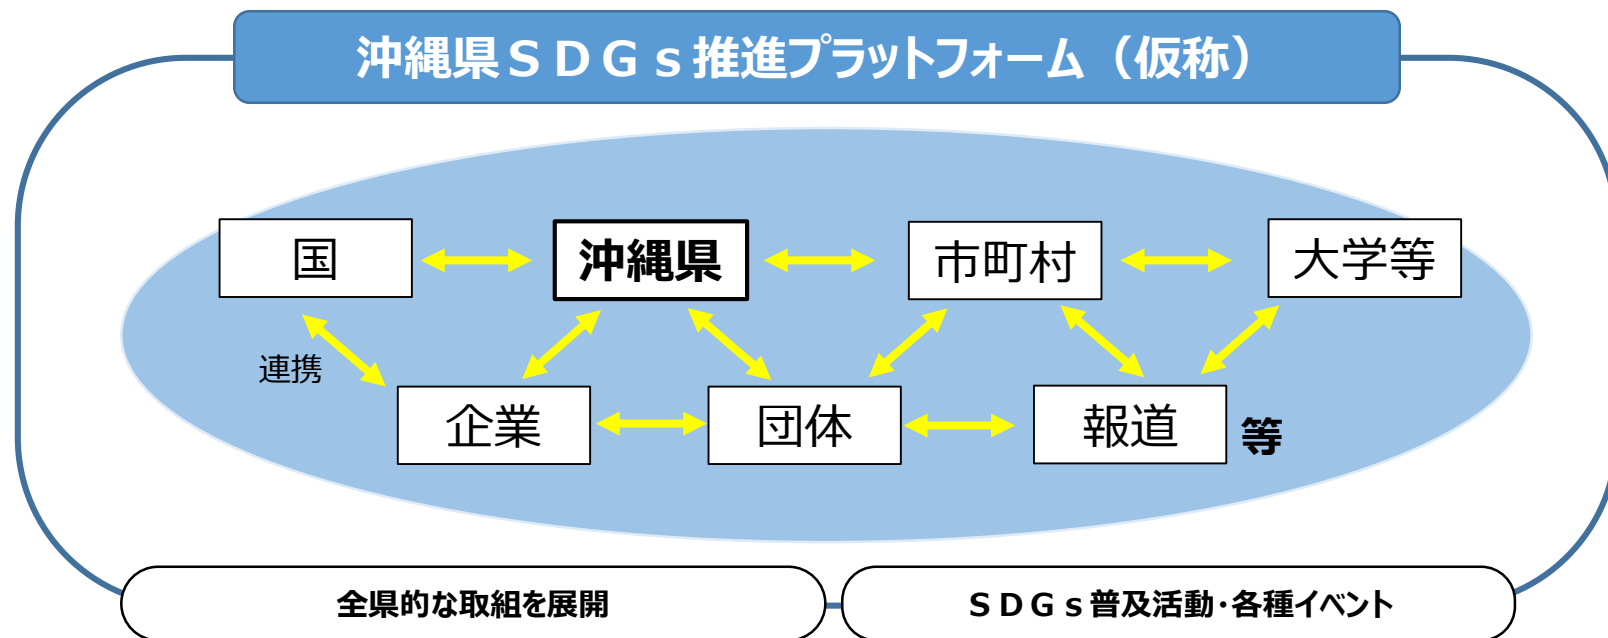 沖縄県ＳＤＧｓ推進プラットフォーム（仮称）
国
沖縄県
市町村
大学等
連携
企業
団体
報道
等
全県的な取組を展開
ＳＤＧｓ普及活動・各種イベント